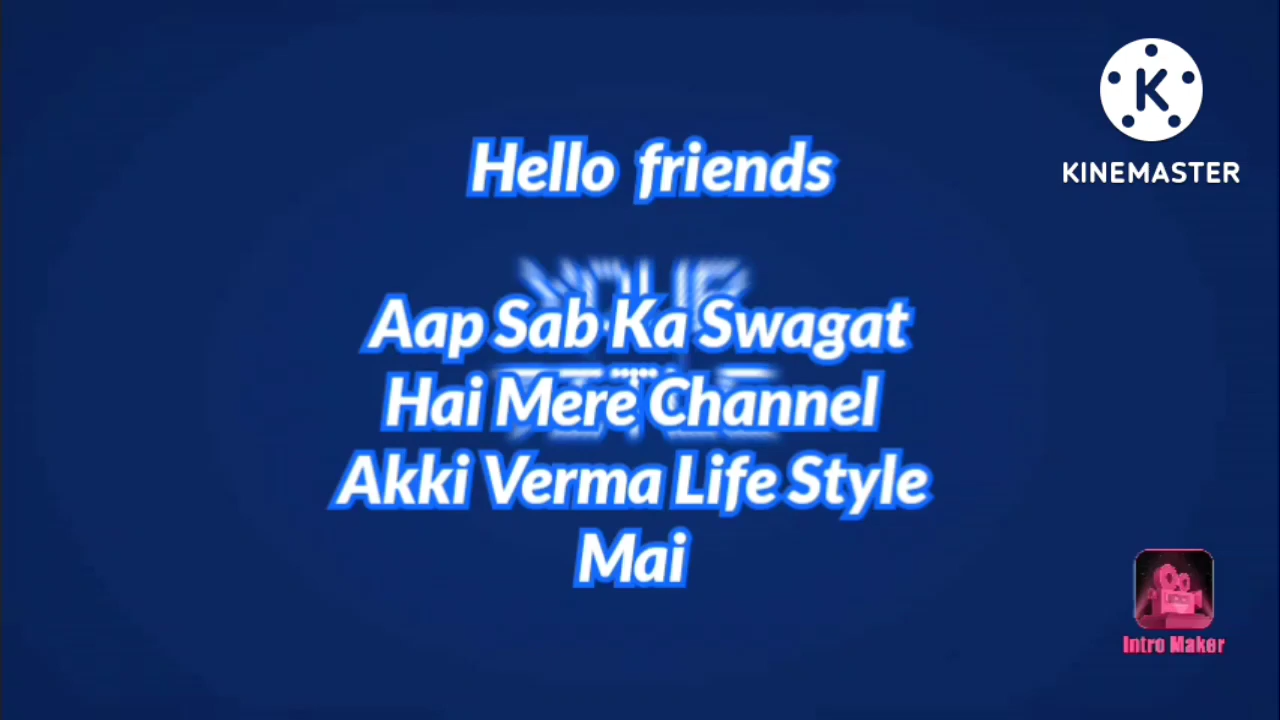 Hello friends
Aap Sab Ka Swagat
Hai Mere Channel
Akki Verma Life Style
Mai
K
KINEMASTER
Intro Maker